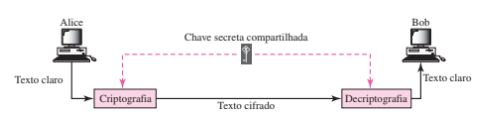 Alice
Bob
Chave secreta compartilhada
Texto claro
Texto claro
Criptografia
Texto cifrado
Decriptografia